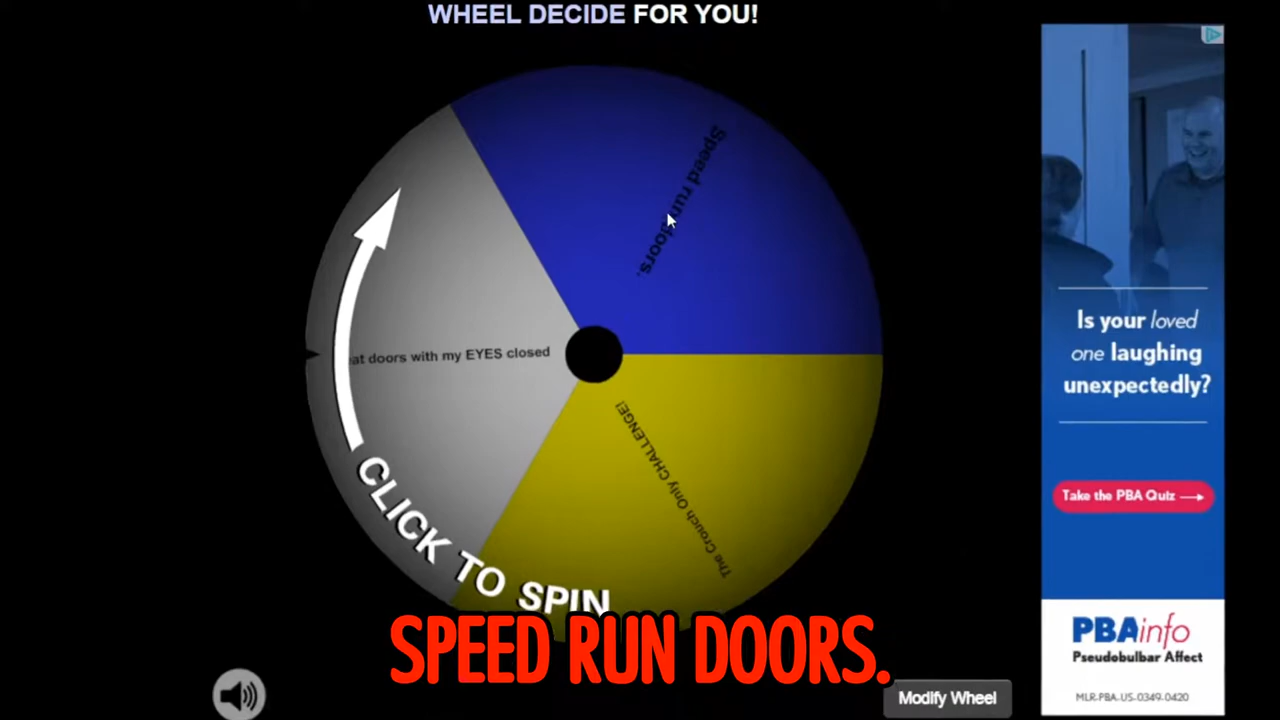 WHEEL DECIDE FOR YOU!
Speed run doors.
eat doors with my EYES closed
The Crouch Only CHALLENGE!
CLICK TO SPIN
SPEED RUN DOORS.
Modify Wheel
Is your loved
one laughing
unexpectedly?
Take the PBA Quiz
PBAinfo
Pseudobulbar Affect
MLR-PBA-US-0349-0420